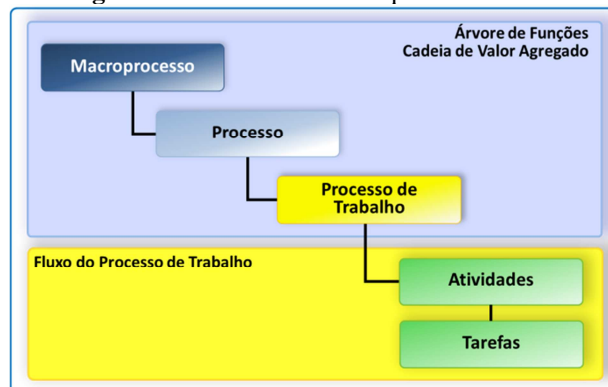 Árvore de Funções
Cadeia de Valor Agregado
Macroprocesso
Processo
Processo de
Trabalho
Fluxo do Processo de Trabalho
Atividades
Tarefas